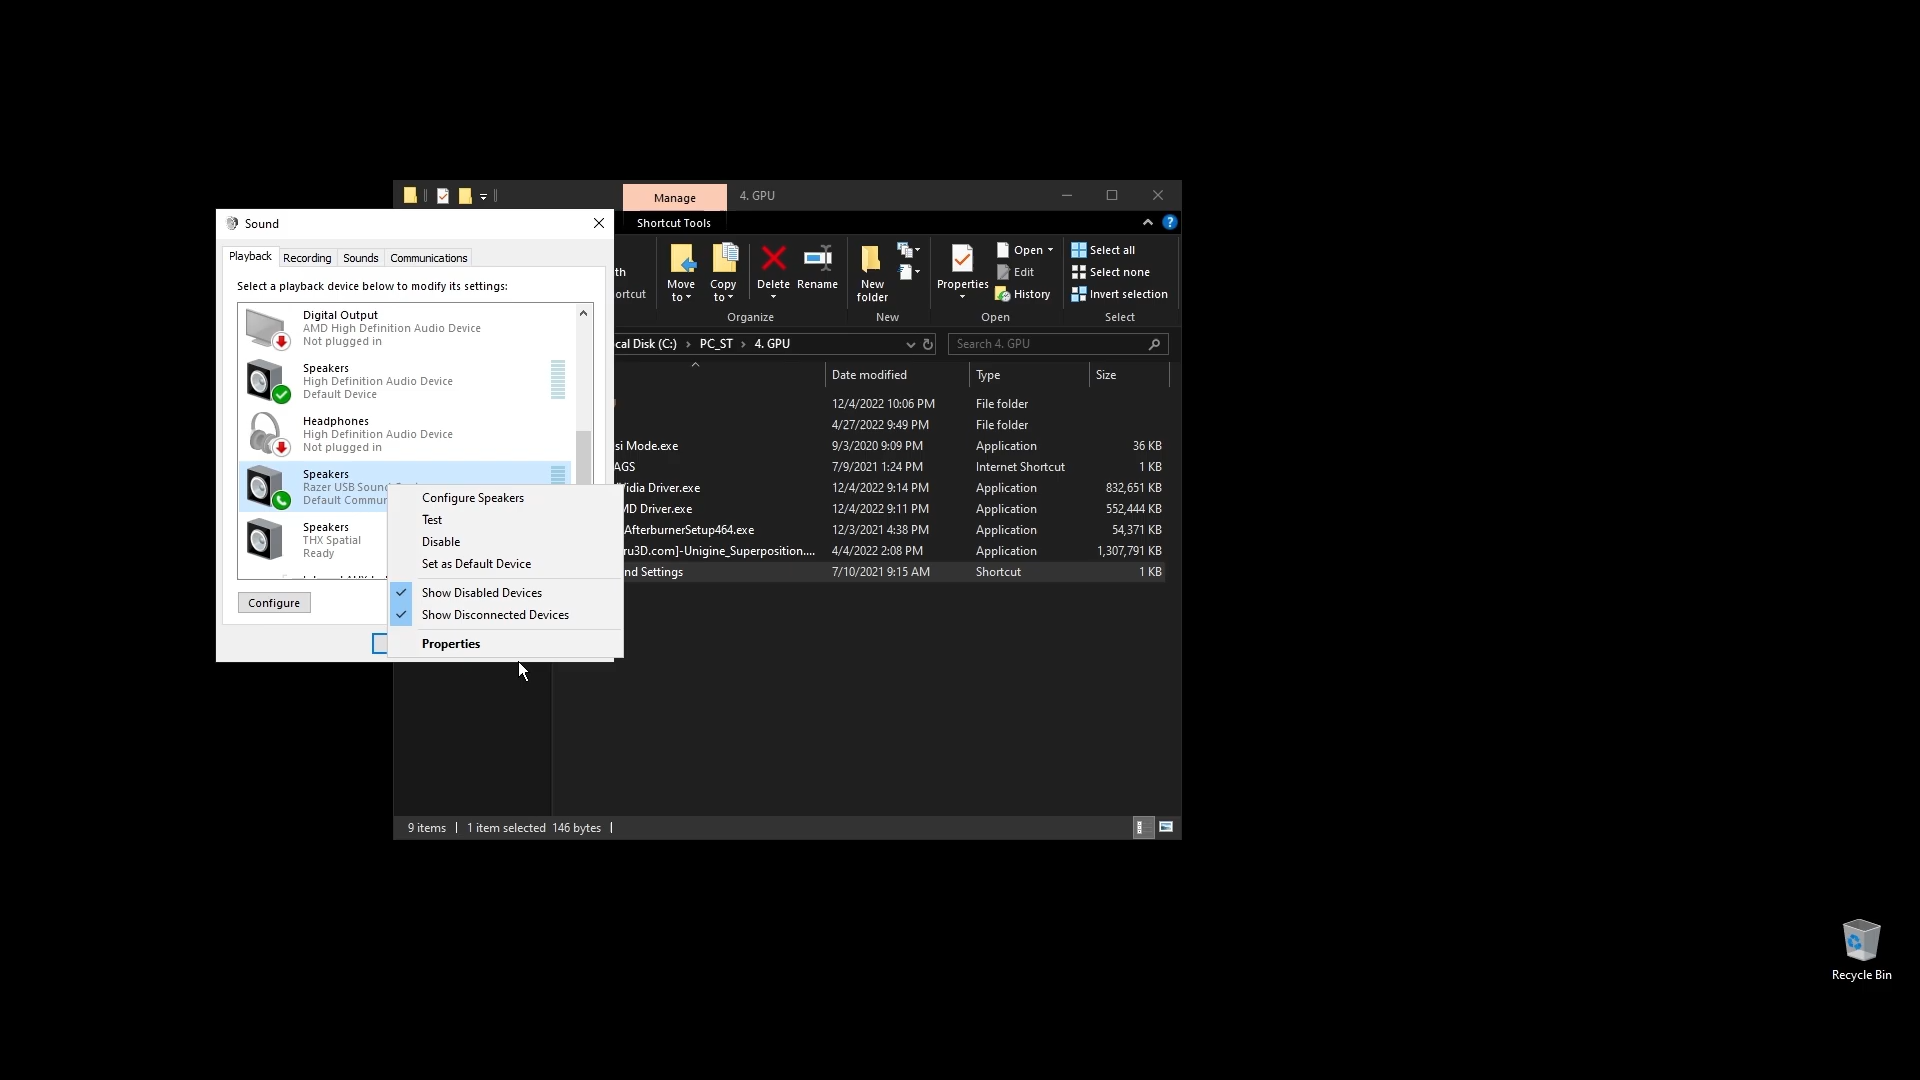 Manage
4. GPU
Sound
Shortcut Tools
Playback
Recording
Sounds
Communications
Select a playback device below to modify its settings:
Digital Output
AMD High Definition Audio Device
Not plugged in
Speakers
High Definition Audio Device
Default Device
Headphones
High Definition Audio Device
Not plugged in
Speakers
Razer USB Sound
Default Commun
Speakers
THX Spatial
Ready
Configure
Configure Speakers
Test
Disable
Set as Default Device
Show Disabled Devices
Show Disconnected Devices
Properties
th
ortcut
Move to
Copy to
Delete
Rename
Organize
New folder
New
Properties
Open
Edit
History
Open
Select all
Select none
Invert selection
Select
cal Disk (C:) › PC_ST › 4. GPU
Search 4. GPU
Date modified
Type
Size
12/4/2022 10:06 PM File folder
4/27/2022 9:49 PM File folder
si Mode.exe 9/3/2020 9:09 PM Application 36 KB
AGS 7/9/2021 1:24 PM Internet Shortcut 1 KB
idia Driver.exe 12/4/2022 9:14 PM Application 832,651 KB
MD Driver.exe 12/4/2022 9:11 PM Application 552,444 KB
AfterburnerSetup464.exe 12/3/2021 4:38 PM Application 54,371 KB
ru3D.com]-Unigine_Superposition.... 4/4/2022 2:08 PM Application 1,307,791 KB
nd Settings 7/10/2021 9:15 AM Shortcut 1 KB
9 items
1 item selected 146 bytes
Recycle Bin